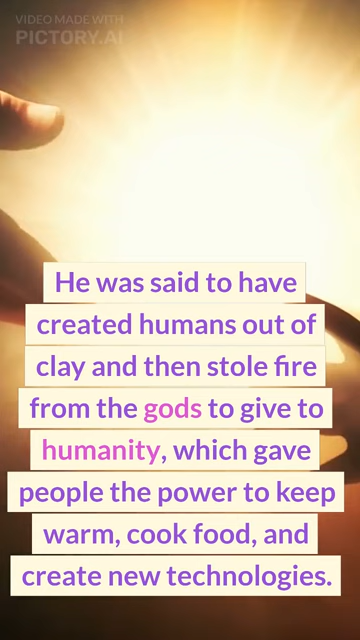 VIDEO MADE WITH
PICTORY.AI
He was said to have
created humans out of
clay and then stole fire
from the gods to give to
humanity, which gave
people the power to keep
warm, cook food, and
create new technologies.